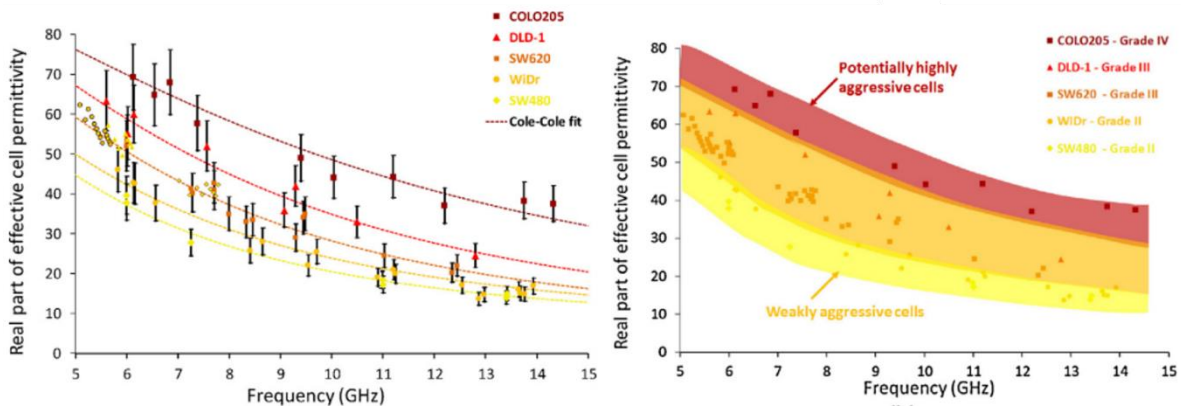 COLO205
DLD-1
SW620
WiDr
SW480
Cole-Cole fit
Real part of effective cell permittivity
80
70
60
50
40
30
20
10
0
5 6 7 8 9 10 11 12 13 14 15
Frequency (GHz)
COLO205 - Grade IV
DLD-1 - Grade III
SW620 - Grade III
WIDr - Grade II
SW480 - Grade II
Potentially highly
aggressive cells
Weakly aggressive cells
Real part of effective cell permittivity
80
70
60
50
40
30
20
10
0
5 6 7 8 9 10 11 12 13 14 15
Frequency (GHz)